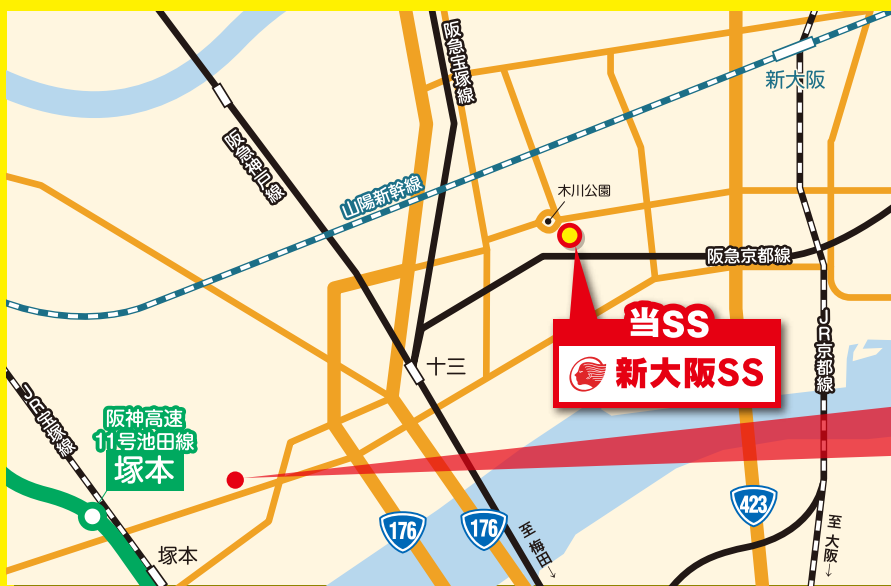 阪急宝塚線
新大阪
阪急神戸線
山陽新幹線
木川公園
阪急京都線
当SS
新大阪SS
JR京都線
十三
JR宝塚線
阪神高速
11号池田線
塚本
塚本
176
176
423
至梅田→
至大阪→